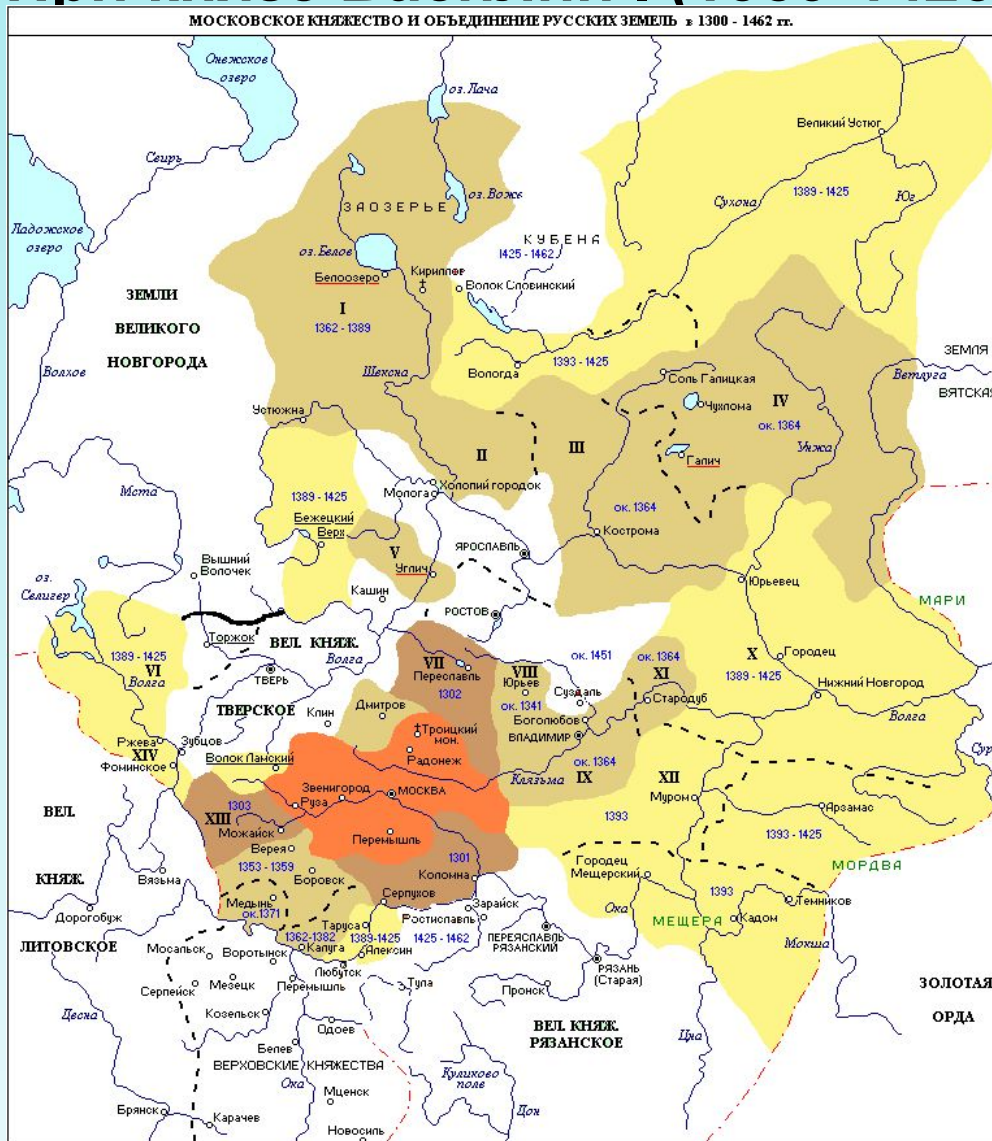 МОСКОВСКОЕ КНЯЖЕСТВО И ОБЪЕДИНЕНИЕ РУССКИХ ЗЕМЕЛЬ в 1300 - 1462 гг.
Онежское
озеро
оз. Лача
Великий Устюг
Свирь
1389 - 1425
Сухона
Юг
ЗАОЗЕРЬЕ
оз. Воже
Ладожское
озеро
КУБЕНА
1425 - 1462
оз. Белое
Белоозеро
Кириллов
Волок Словинский
ЗЕМЛИ
ВЕЛИКОГО
НОВГОРОДА
I
1362 - 1389
Волхов
Шексна
Вологда
1393 - 1425
ЗЕМЛЯ
ВЯТСКАЯ
Ветлуга
Соль Галицкая
Чухлома
IV
ок. 1364
Устюжна
II
III
Галич
Унжа
Мста
1389 - 1425
Молога
Холопий городок
ок. 1364
Бежецкий
Верх
Кострома
V
Углич
ЯРОСЛАВЛЬ
Вышний
Волочек
оз.
Селигер
Кашин
Юрьевец
МАРИ
РОСТОВ
Торжок
ВЕЛ. КНЯЖ.
Волга
1389 - 1425
VI
Волга
ТВЕРЬ
ТВЕРСКОЕ
VII
Переславль
1302
VIII
Юрьев
ок. 1341
ок. 1451
ок. 1364
XI
Стародуб
X
1389 - 1425
Городец
Нижний Новгород
Волга
Суздаль
Боголюбов
ВЛАДИМИР
Клин
Дмитров
Троицкий
мон.
Радонеж
Ржева
Зубцов
XIV
Фоминское
Волок Ламский
Клязьма
ок. 1364
IX
XII
Муром
Сур
Арзамас
1303
XIII
Звенигород
Руза
МОСКВА
1393
1393 - 1425
ВЕЛ.
Можайск
Перемышль
Верея
1353 - 1359
1301
МОРДВА
Городец
Мещерский
КНЯЖ.
Вязьма
Боровск
Коломна
1393
Темников
Дорогобуж
Медынь
ок. 1371
Серпухов
Зарайск
Ростиславль
Ока
МЕЩЕРА
Кадом
Мокша
ЛИТОВСКОЕ
1362-1382
Таруса
1389-1425
1425 - 1462
ПЕРЕЯСЛАВЛЬ
РЯЗАНСКИЙ
Калуга
Алексин
Мосальск
Воротынск
Любутск
РЯЗАНЬ
(Старая)
ЗОЛОТАЯ
ОРДА
Серпейск
Мезецк
Перемышль
Тула
Пронск
Десна
Козельск
Одоев
ВЕЛ. КНЯЖ.
РЯЗАНСКОЕ
Цна
Белев
ВЕРХОВСКИЕ КНЯЖЕСТВА
Куликово
поле
Ока
Мценск
Брянск
Карачев
Дон
Новосиль